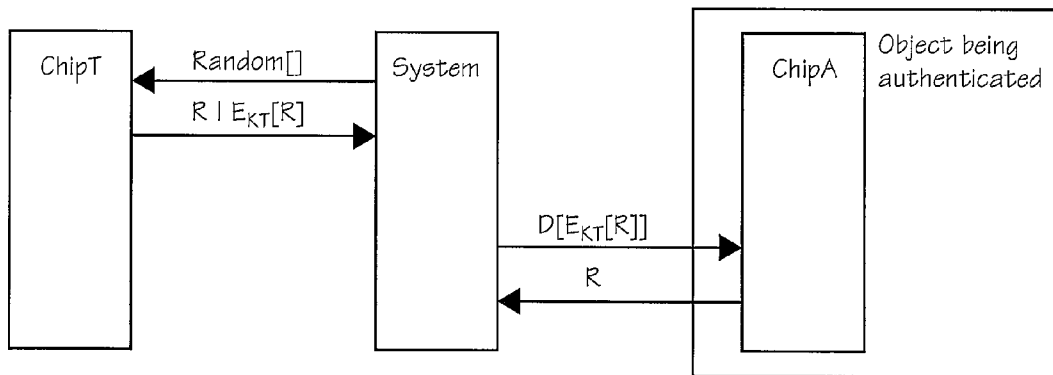 ChipT
Random[]
R | E_KT[R]
System
D[E_KT[R]]
R
ChipA
Object being
authenticated